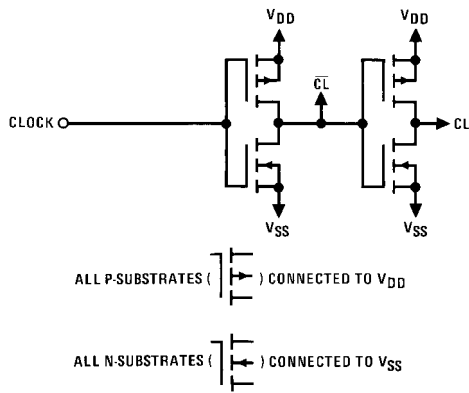 VDD VDD
CL
CLOCK CL
VSS VSS
ALL P-SUBSTRATES ( ) CONNECTED TO VDD
ALL N-SUBSTRATES ( ) CONNECTED TO VSS